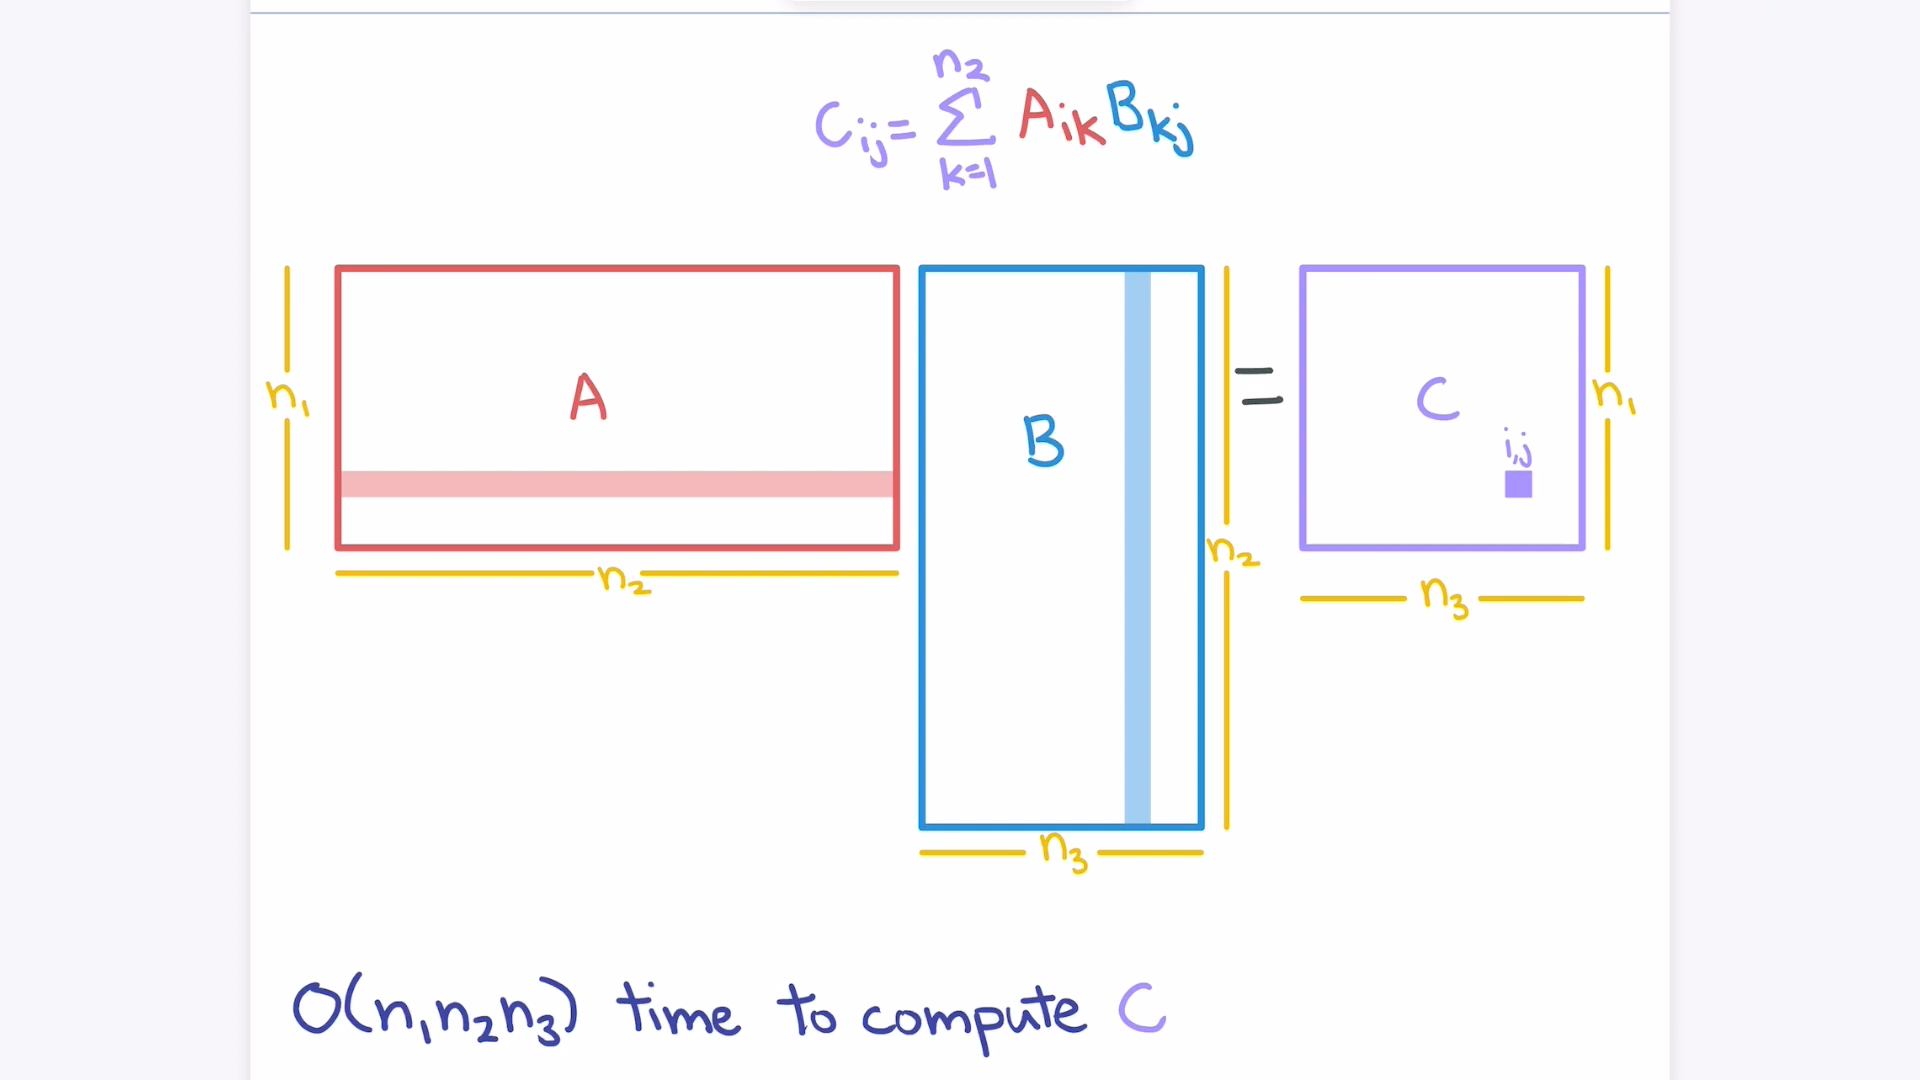 C_ij = Σ_{k=1}^{n_2} A_ik B_kj
A
B
=
C
i,j
n_1
n_2
n_3
n_2
n_3
n_1
O(n_1n_2n_3) time to compute C